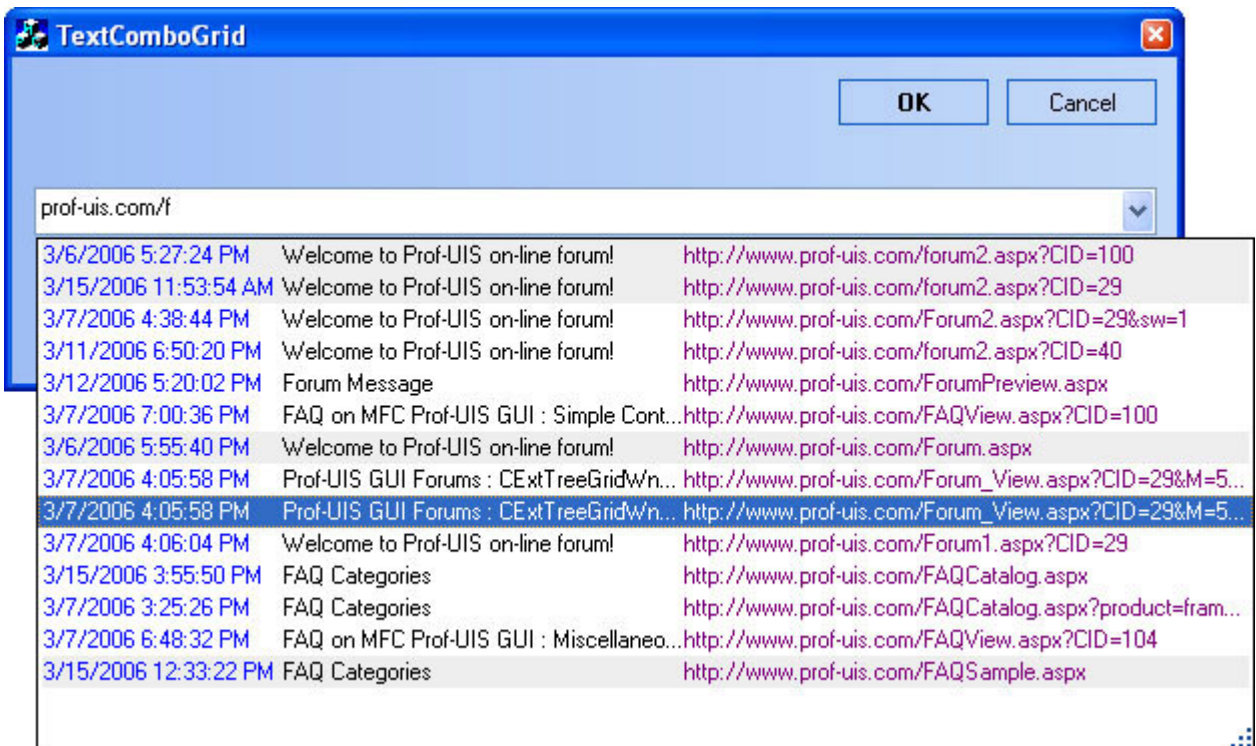 TextComboGrid
OK Cancel
prof-uis.com/f
3/6/2006 5:27:24 PM Welcome to Prof-UIS on-line forum! http://www.prof-uis.com/forum2.aspx?CID=100
3/15/2006 11:53:54 AM Welcome to Prof-UIS on-line forum! http://www.prof-uis.com/forum2.aspx?CID=29
3/7/2006 4:38:44 PM Welcome to Prof-UIS on-line forum! http://www.prof-uis.com/Forum2.aspx?CID=29&sw=1
3/11/2006 6:50:20 PM Welcome to Prof-UIS on-line forum! http://www.prof-uis.com/forum2.aspx?CID=40
3/12/2006 5:20:02 PM Forum Message http://www.prof-uis.com/ForumPreview.aspx
3/7/2006 7:00:36 PM FAQ on MFC Prof-UIS GUI : Simple Cont... http://www.prof-uis.com/FAQView.aspx?CID=100
3/6/2006 5:55:40 PM Welcome to Prof-UIS on-line forum! http://www.prof-uis.com/Forum.aspx
3/7/2006 4:05:58 PM Prof-UIS GUI Forums : CExtTreeGridWn... http://www.prof-uis.com/Forum_View.aspx?CID=29&M=5...
3/7/2006 4:05:58 PM Prof-UIS GUI Forums : CExtTreeGridWn... http://www.prof-uis.com/Forum_View.aspx?CID=29&M=5...
3/7/2006 4:06:04 PM Welcome to Prof-UIS on-line forum! http://www.prof-uis.com/Forum1.aspx?CID=29
3/15/2006 3:55:50 PM FAQ Categories http://www.prof-uis.com/FAQCatalog.aspx
3/7/2006 3:25:26 PM FAQ Categories http://www.prof-uis.com/FAQCatalog.aspx?product=fram...
3/7/2006 6:48:32 PM FAQ on MFC Prof-UIS GUI : Miscellaneo... http://www.prof-uis.com/FAQView.aspx?CID=104
3/15/2006 12:33:22 PM FAQ Categories http://www.prof-uis.com/FAQSample.aspx